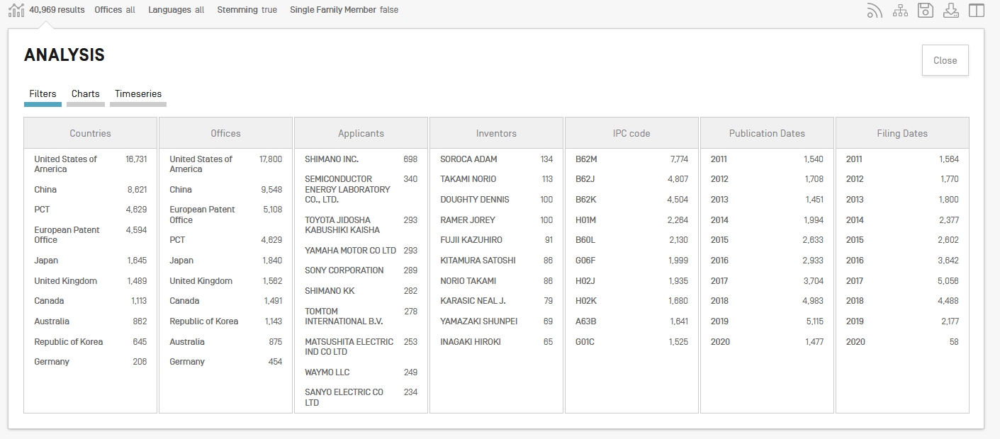 40,969 results Offices all Languages all Stemming true Single Family Member false
ANALYSIS
Close
Filters Charts Timeseries
Countries
United States of 16,731
America
China 8,621
PCT 4,629
European Patent 4,594
Office
Japan 1,645
United Kingdom 1,489
Canada 1,113
Australia 862
Republic of Korea 645
Germany 206
Offices
United States of 17,800
America
China 9,548
European Patent 5,108
Office
PCT 4,629
Japan 1,840
United Kingdom 1,562
Canada 1,491
Republic of Korea 1,143
Australia 875
Germany 454
Applicants
SHIMANO INC. 698
SEMICONDUCTOR 340
ENERGY LABORATORY
CO., LTD.
TOYOTA JIDOSHA 293
KABUSHIKI KAISHA
YAMAHA MOTOR CO LTD 293
SONY CORPORATION 289
SHIMANO KK 282
TOMTOM 278
INTERNATIONAL B.V.
MATSUSHITA ELECTRIC 253
IND CO LTD
WAYMO LLC 249
SANYO ELECTRIC CO 234
LTD
Inventors
SOROCA ADAM 134
TAKAMI NORIO 113
DOUGHTY DENNIS 100
RAMER JOREY 100
FUJII KAZUHIRO 91
KITAMURA SATOSHI 86
NORIO TAKAMI 86
KARASIC NEAL J. 79
YAMAZAKI SHUNPEI 69
INAGAKI HIROKI 65
IPC code
B62M 7,774
B62J 4,807
B62K 4,504
H01M 2,264
B60L 2,130
G06F 1,999
H02J 1,935
H02K 1,680
A63B 1,641
G01C 1,525
Publication Dates
2011 1,540
2012 1,708
2013 1,451
2014 1,994
2015 2,633
2016 2,933
2017 3,704
2018 4,983
2019 5,115
2020 1,477
Filing Dates
2011 1,564
2012 1,770
2013 1,800
2014 2,377
2015 2,602
2016 3,642
2017 5,056
2018 4,488
2019 2,177
2020 58